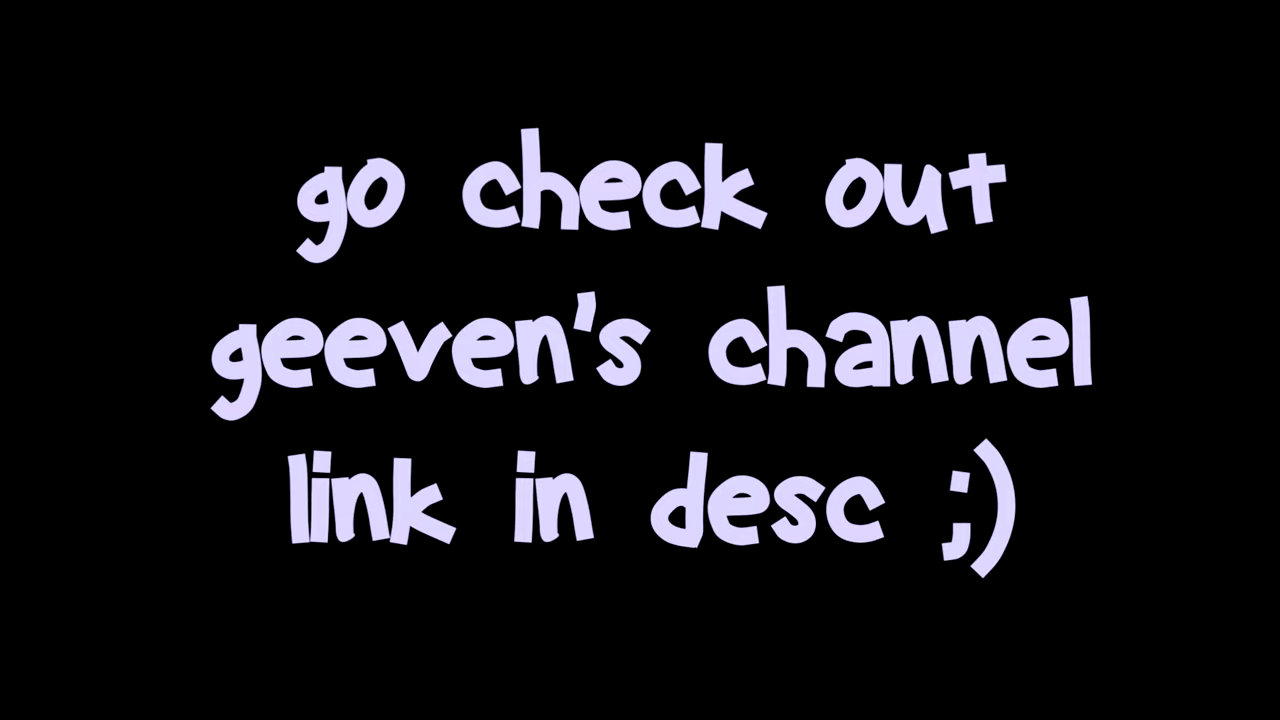 go check out
geeven's channel
link in desc ;)